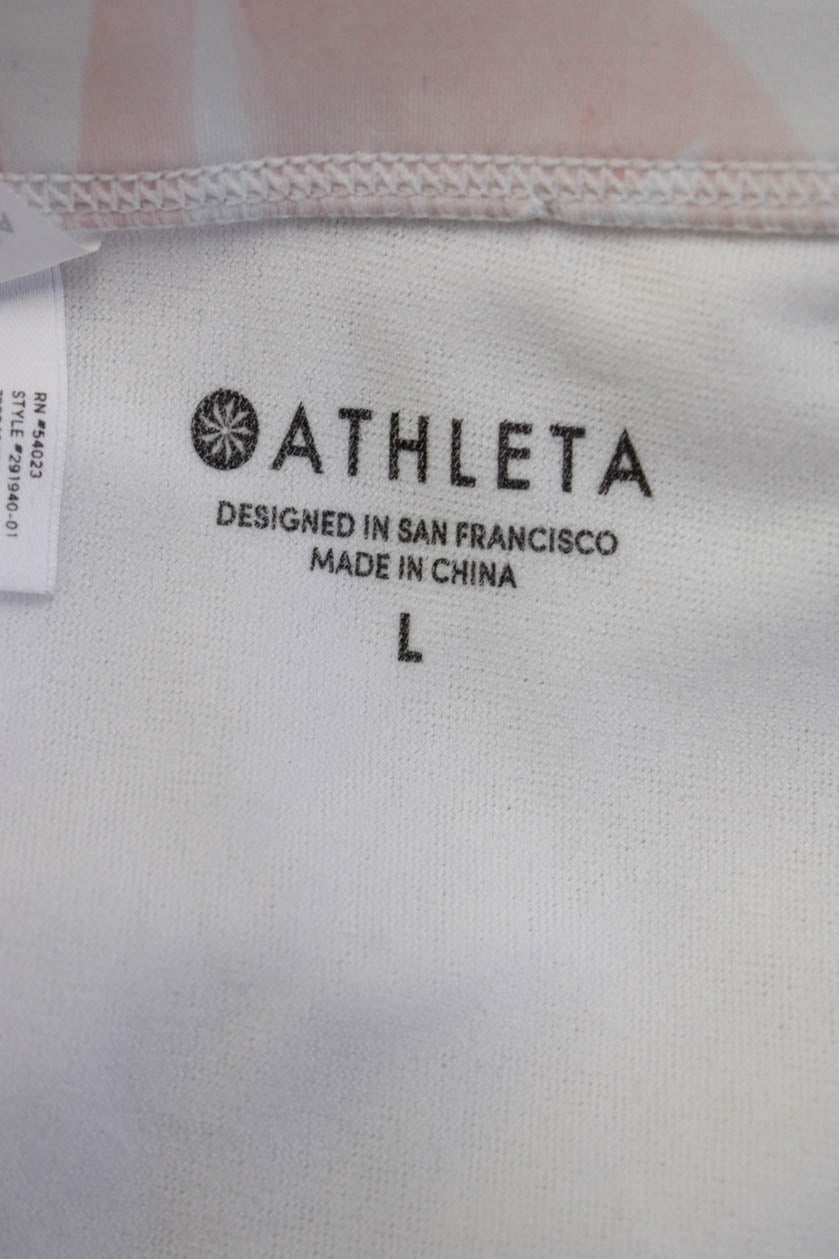 ATHLETA
DESIGNED IN SAN FRANCISCO
MADE IN CHINA
L
RN #54023
STYLE #291940-01